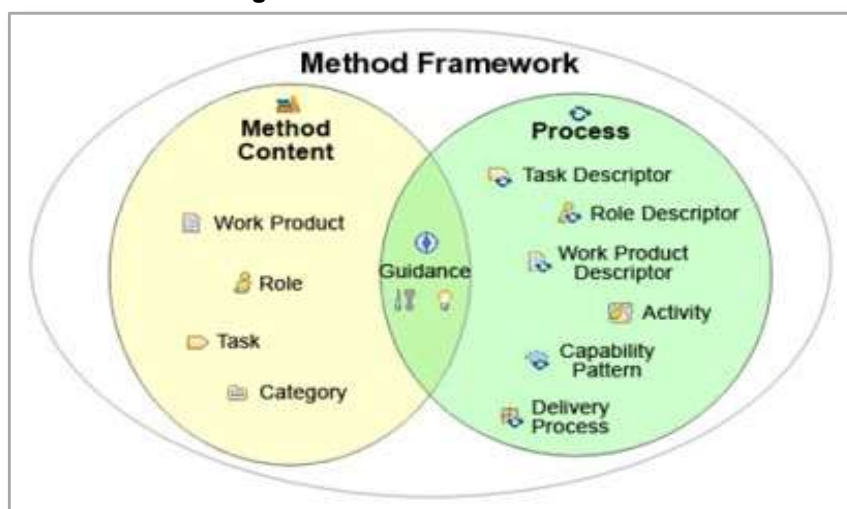 Method Framework
Method
Content
Work Product
Role
Task
Category
Guidance
Process
Task Descriptor
Role Descriptor
Work Product
Descriptor
Activity
Capability
Pattern
Delivery
Process